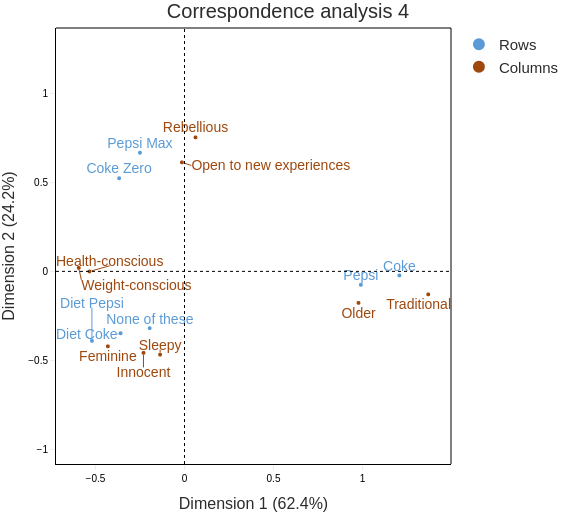 Correspondence analysis 4
Rows
Columns
Dimension 2 (24.2%)
1
0.5
0
−0.5
−1
Rebellious
Pepsi Max
Open to new experiences
Coke Zero
Health-conscious
Coke
Pepsi
Weight-conscious
Diet Pepsi
Traditional
Older
None of these
Diet Coke
Sleepy
Feminine
Innocent
−0.5
0
0.5
1
Dimension 1 (62.4%)